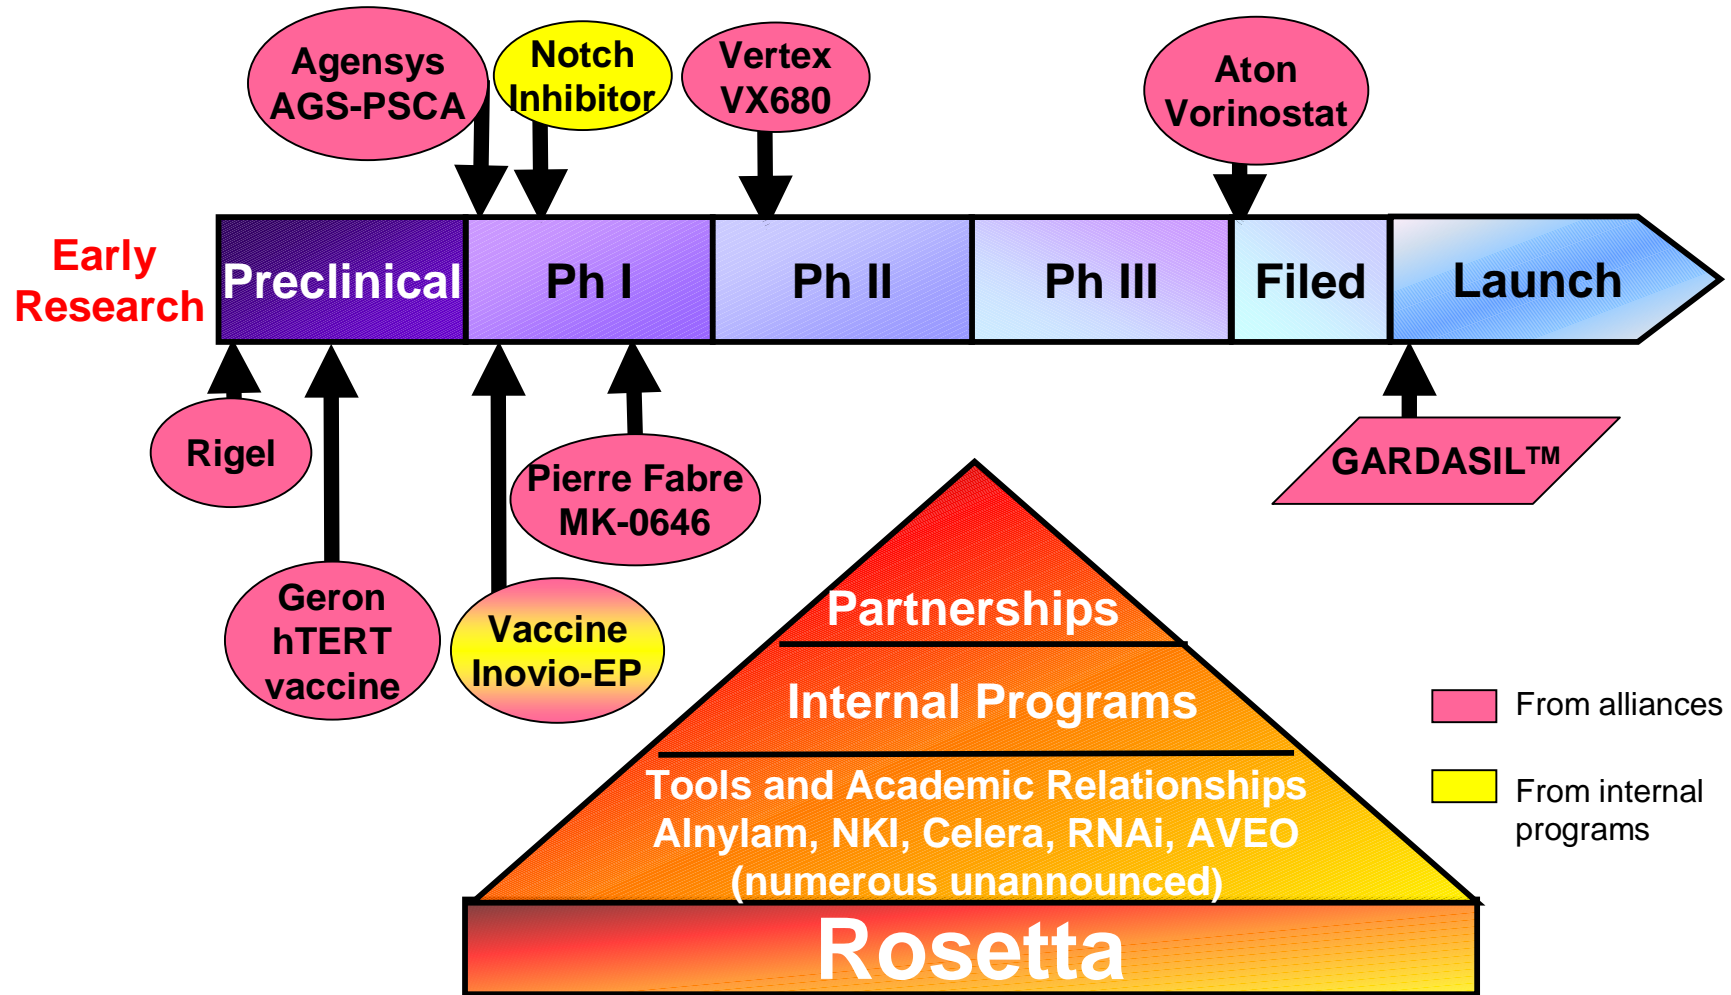 Agensys
AGS-PSCA
Notch
Inhibitor
Vertex
VX680
Aton
Vorinostat
Early
Research
Preclinical
Ph I
Ph II
Ph III
Filed
Launch
Rigel
Pierre Fabre
MK-0646
GARDASIL™
Geron
hTERT
vaccine
Vaccine
Inovio-EP
Partnerships
Internal Programs
Tools and Academic Relationships
Alnylam, NKI, Celera, RNAi, AVEO
(numerous unannounced)
Rosetta
From alliances
From internal
programs